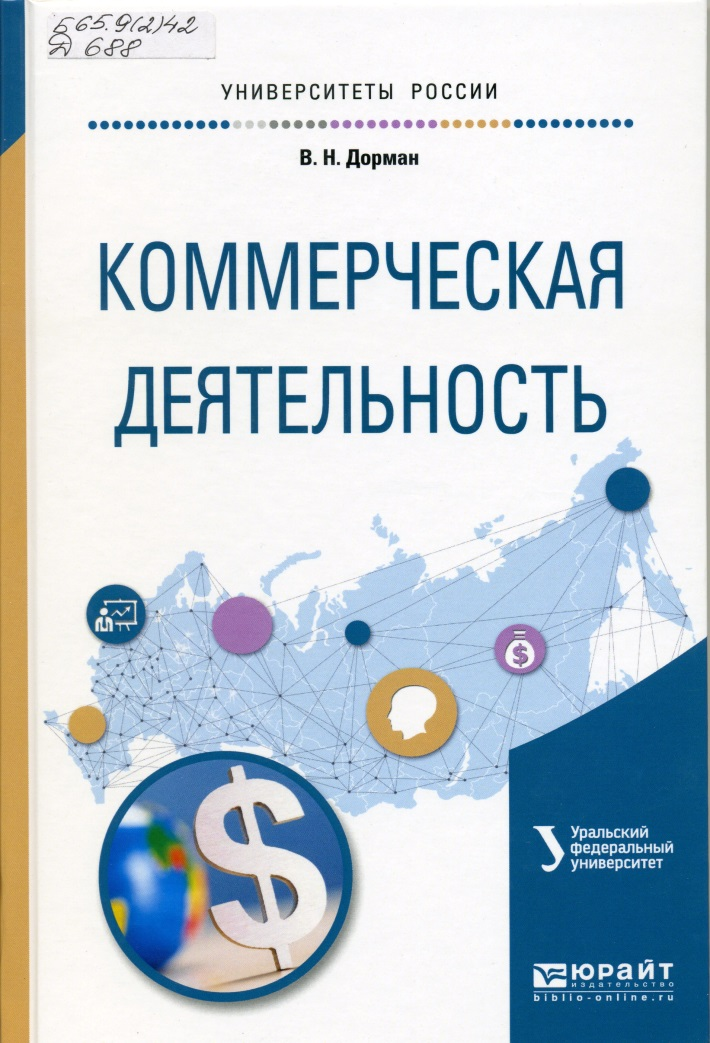 Б65.9(2)42
Д 688
УНИВЕРСИТЕТЫ РОССИИ
В. Н. Дорман
КОММЕРЧЕСКАЯ
ДЕЯТЕЛЬНОСТЬ
Уральский
федеральный
университет
ЮРАЙТ
издательство
biblio-online.ru